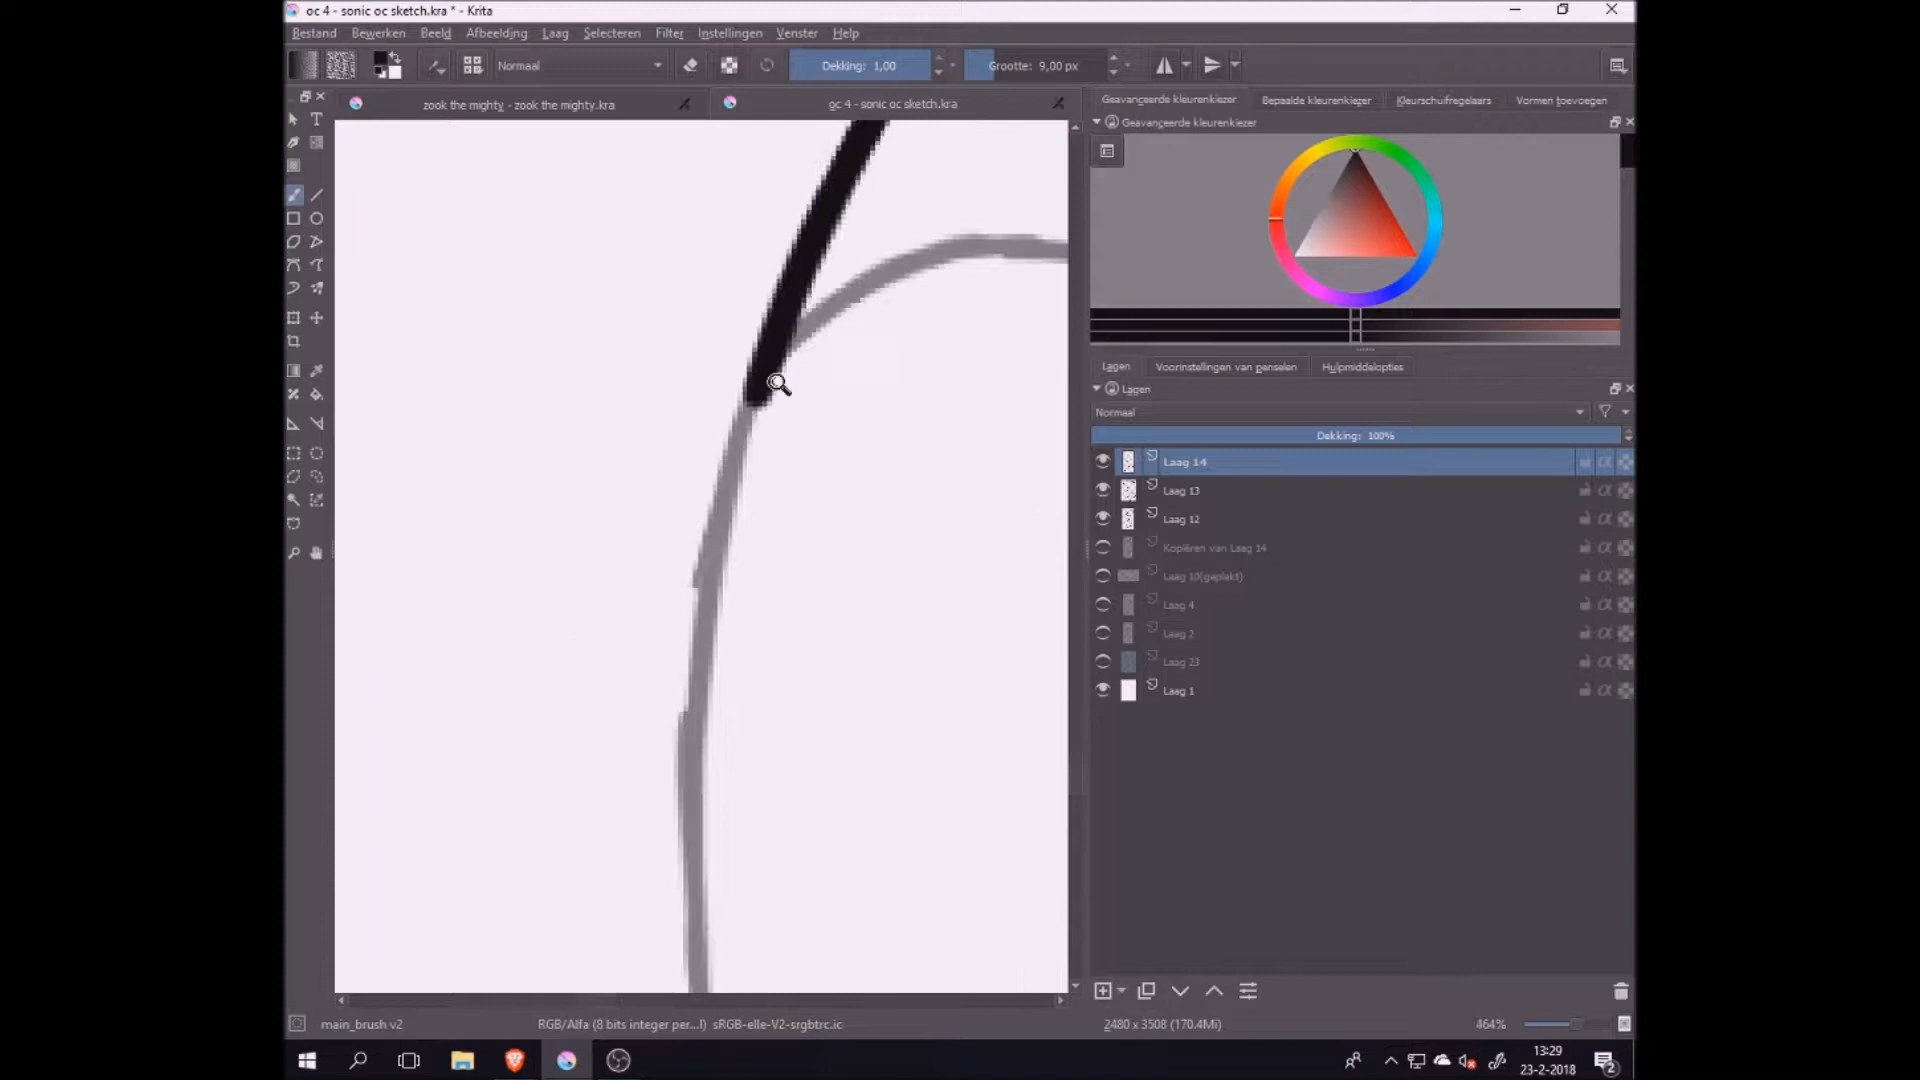 oc 4 - sonic oc sketch.kra * - Krita
Bestand Bewerken Beeld Afbeelding Laag Selecteren Filter Instellingen Venster Help
Normaal Dekking: 1,00 Grootte: 9,00 px
zook the mighty - zook the mighty.kra oc 4 - sonic oc sketch.kra
Geavanceerde kleurenkiezer Bepaalde kleurenkiezer Kleurschuifregelaars Vormen toevoegen
Geavanceerde kleurenkiezer
Lagen Voorinstellingen van penselen Hulpmiddelopties
Lagen
Normaal
Dekking: 100%
Laag 14
Laag 13
Laag 12
Kopiëren van Laag 14
Laag 10(geplekt)
Laag 4
Laag 2
Laag 23
Laag 1
main_brush v2 RGB/Alfa (8 bits integer per...l) sRGB-elle-V2-srgbtrc.ic 2480 x 3508 (170.4Mi) 464%
13:29
23-2-2018
2